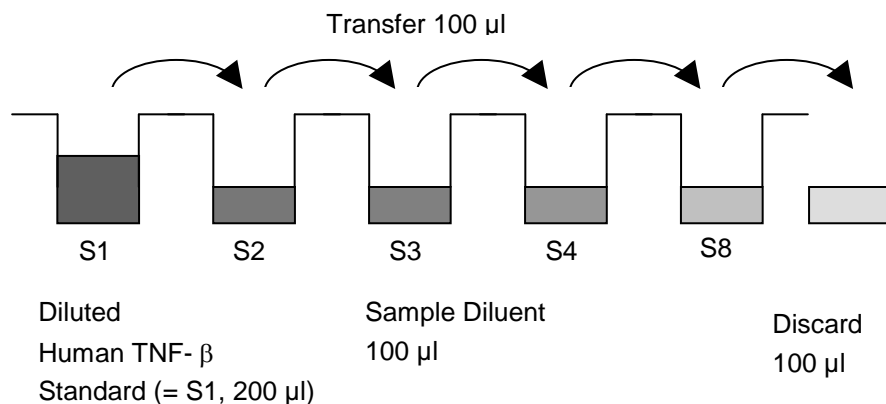 Transfer 100 µl
S1 S2 S3 S4 S8
Diluted
Human TNF- β
Standard (= S1, 200 µl)
Sample Diluent
100 µl
Discard
100 µl